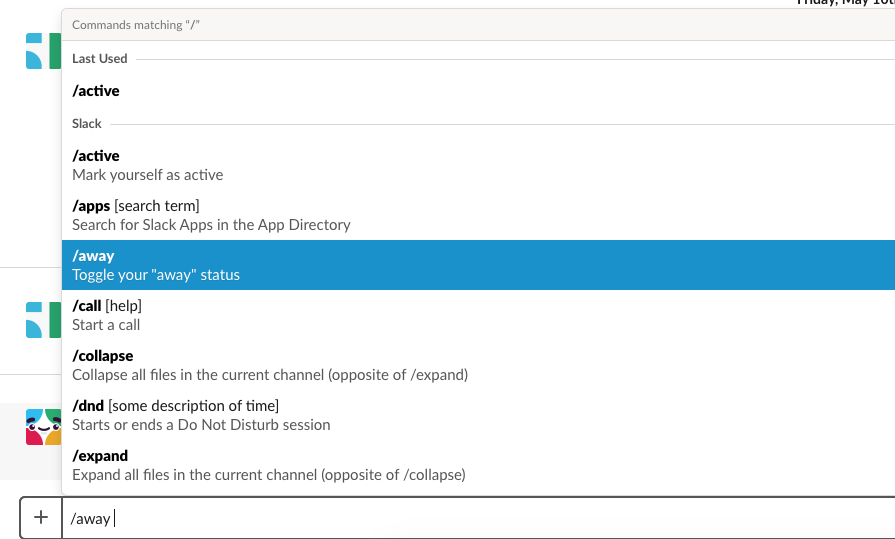 Friday, May 10th
Commands matching “/”
Last Used
/active
Slack
/active
Mark yourself as active
/apps [search term]
Search for Slack Apps in the App Directory
/away
Toggle your "away" status
/call [help]
Start a call
/collapse
Collapse all files in the current channel (opposite of /expand)
/dnd [some description of time]
Starts or ends a Do Not Disturb session
/expand
Expand all files in the current channel (opposite of /collapse)
/away